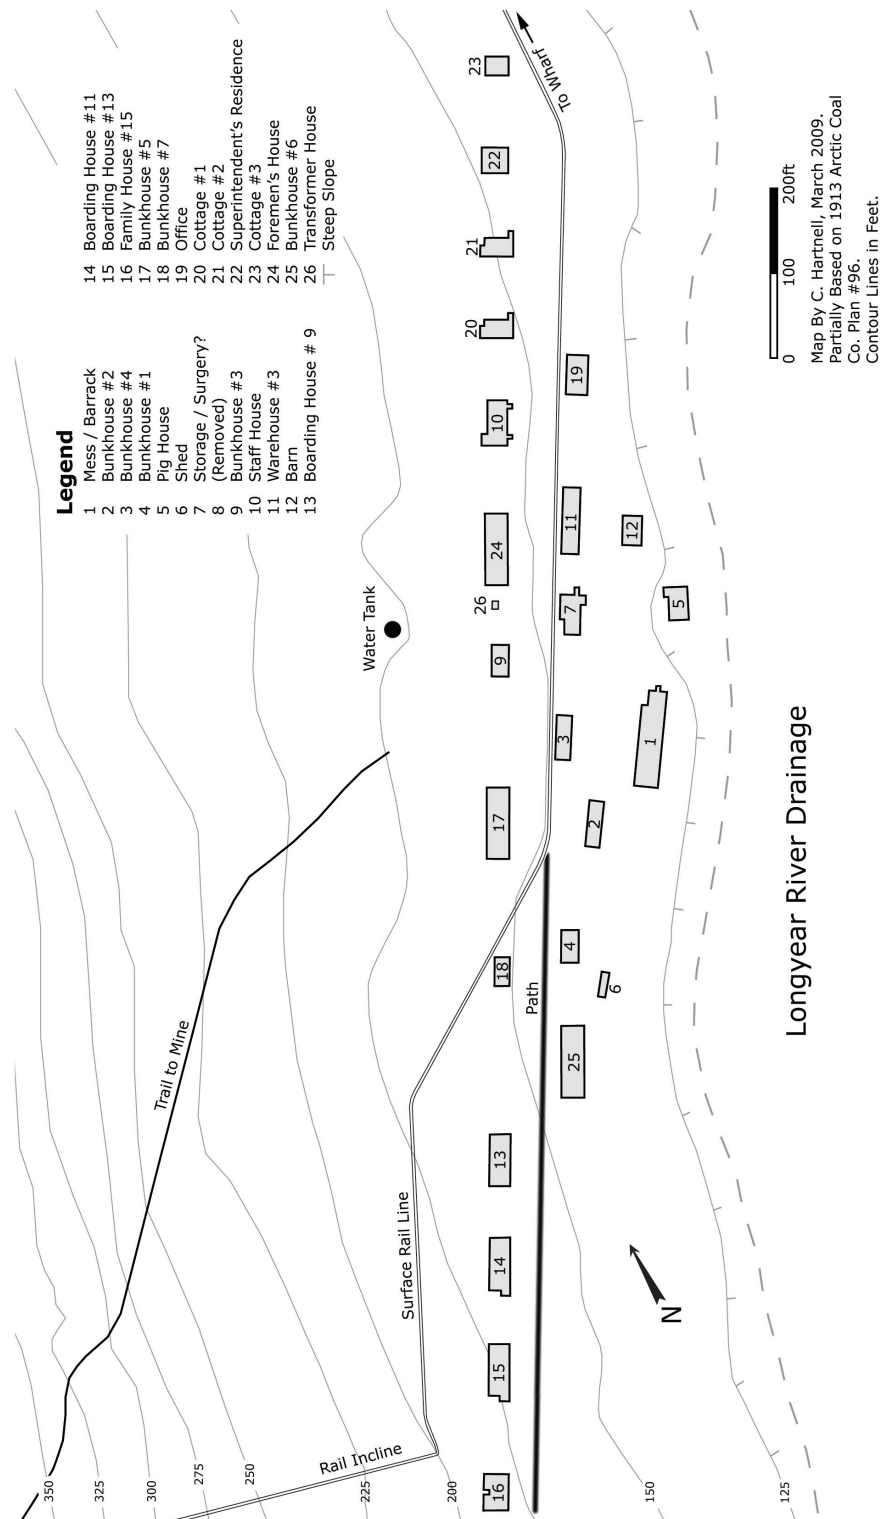 Legend
1 Mess / Barrack
2 Bunkhouse #2
3 Bunkhouse #4
4 Bunkhouse #1
5 Pig House
6 Shed
7 Storage / Surgery?
8 (Removed)
9 Bunkhouse #3
10 Staff House
11 Warehouse #3
12 Barn
13 Boarding House # 9
14 Boarding House #11
15 Boarding House #13
16 Family House #15
17 Bunkhouse #5
18 Bunkhouse #7
19 Office
20 Cottage #1
21 Cottage #2
22 Superintendent's Residence
23 Cottage #3
24 Foremen's House
25 Bunkhouse #6
26 Transformer House
Steep Slope
350
325
300
275
250
225
200
150
125
Trail to Mine
Water Tank
Rail Incline
Surface Rail Line
Path
To Wharf
16
15
14
13
18
17
9
26
24
10
20
21
22
23
25
4
6
2
3
1
7
5
11
12
19
N
Longyear River Drainage
0 100 200ft
Map By C. Hartnell, March 2009.
Partially Based on 1913 Arctic Coal
Co. Plan #96.
Contour Lines in Feet.